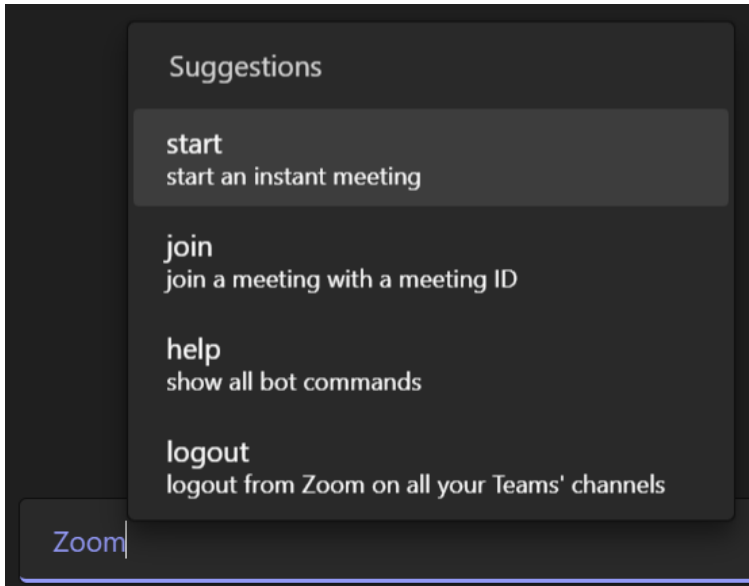 Suggestions
start
start an instant meeting
join
join a meeting with a meeting ID
help
show all bot commands
logout
logout from Zoom on all your Teams' channels
Zoom